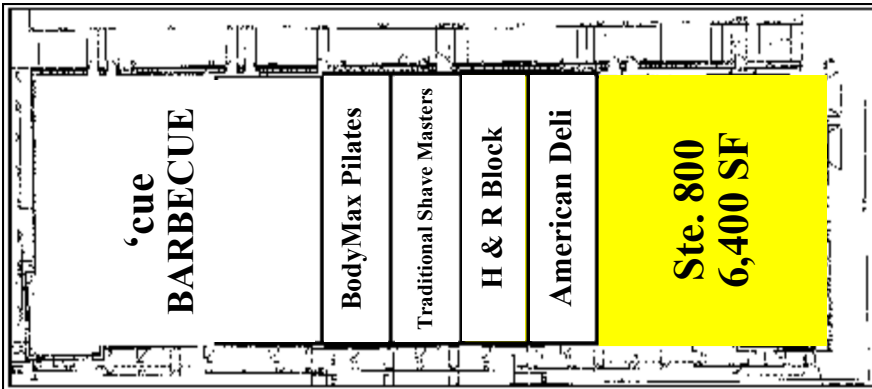 ‘cue
BARBECUE
BodyMax Pilates
Traditional Shave Masters
H & R Block
American Deli
Ste. 800
6,400 SF